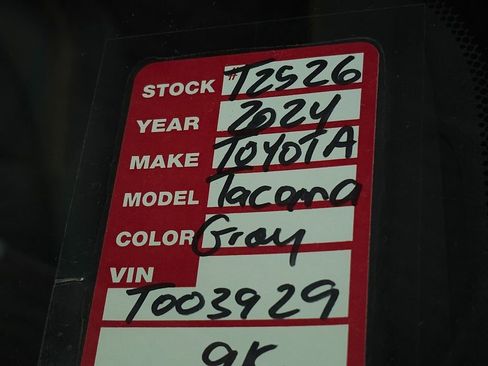 STOCK # T2526
YEAR 2024
MAKE TOYOTA
MODEL Tacoma
COLOR Gray
VIN
T003929
9K